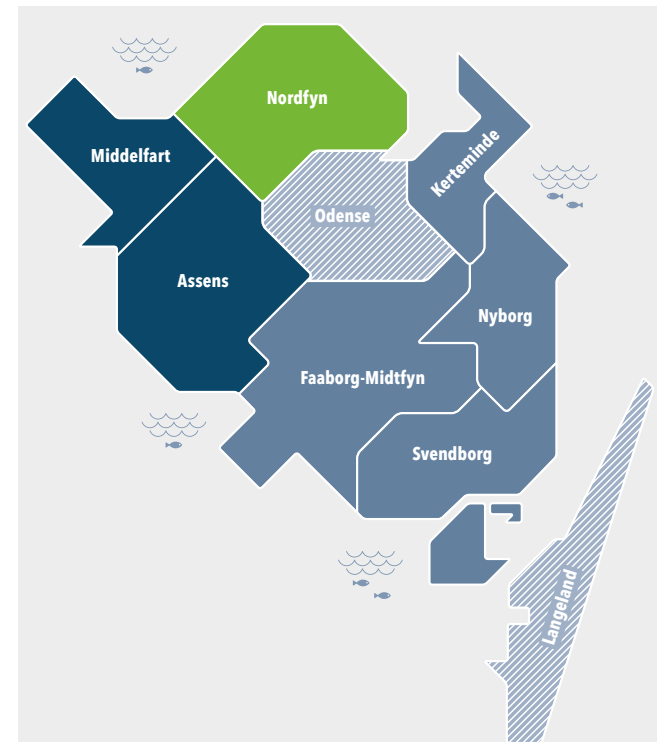 Nordfyn
Middelfart
Kerteminde
Odense
Assens
Nyborg
Faaborg-Midtfyn
Svendborg
Langeland